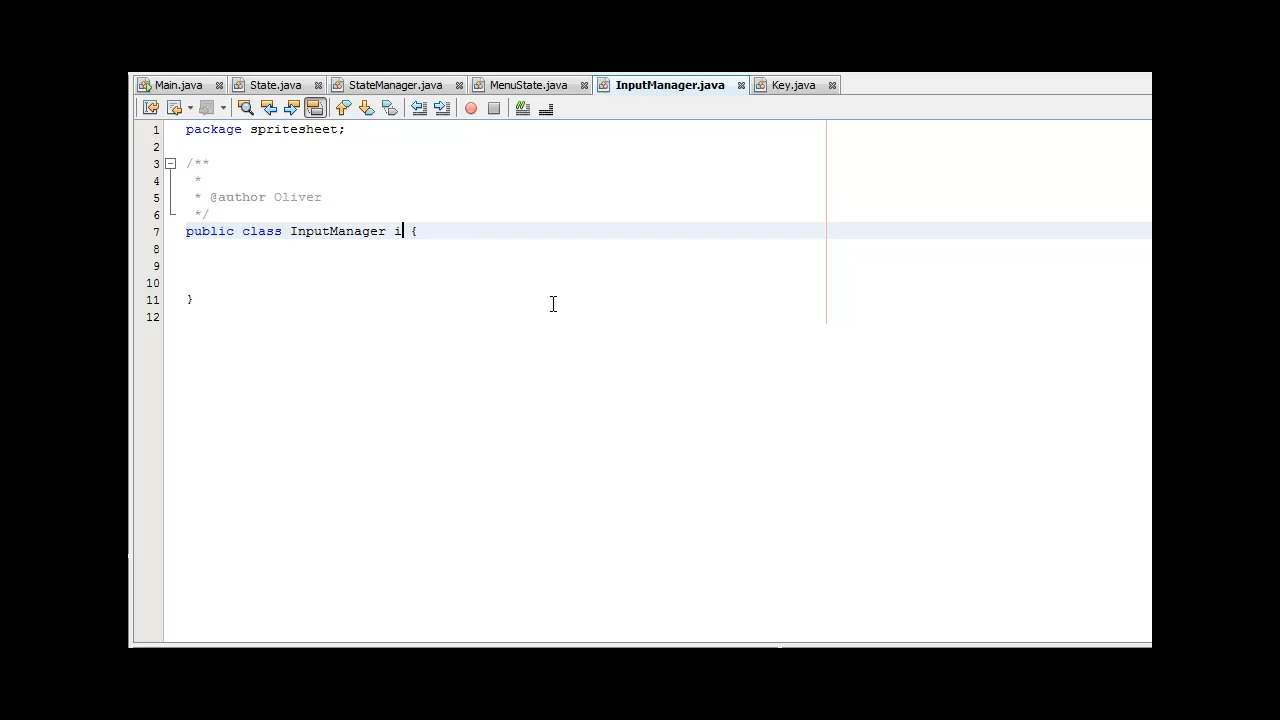 Main.java State.java StateManager.java MenuState.java InputManager.java Key.java
1 package spritesheet;
2
3 /**
4 *
5 * @author Oliver
6 */
7 public class InputManager i {
8
9
10
11 }
12